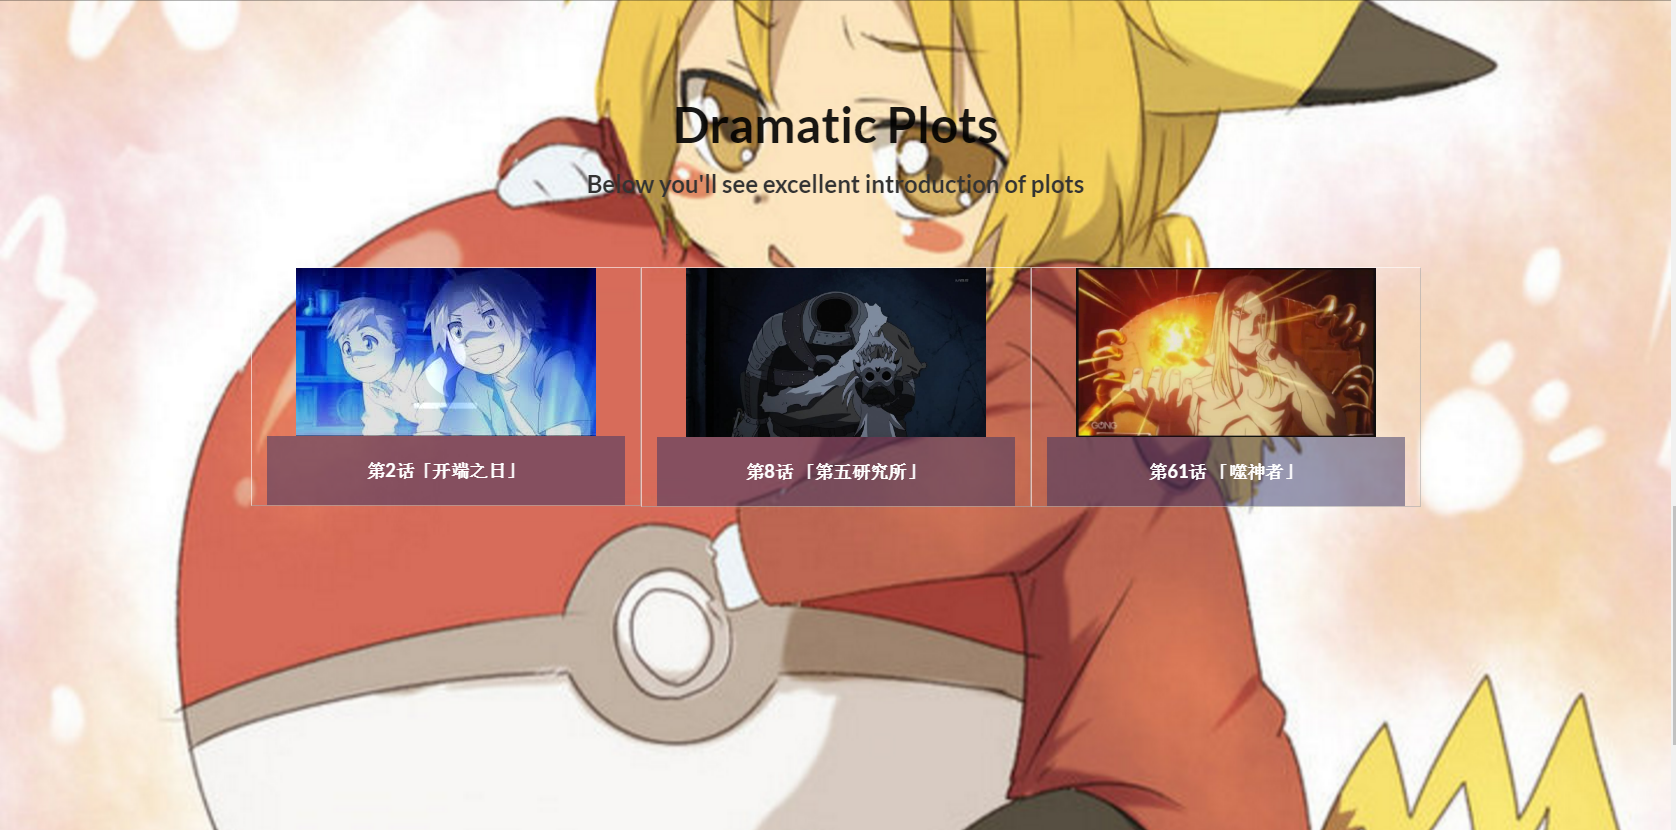 Dramatic Plots
Below you'll see excellent introduction of plots
第2话「开端之日」
第8话 「第五研究所」
GONG
第61话 「噬神者」